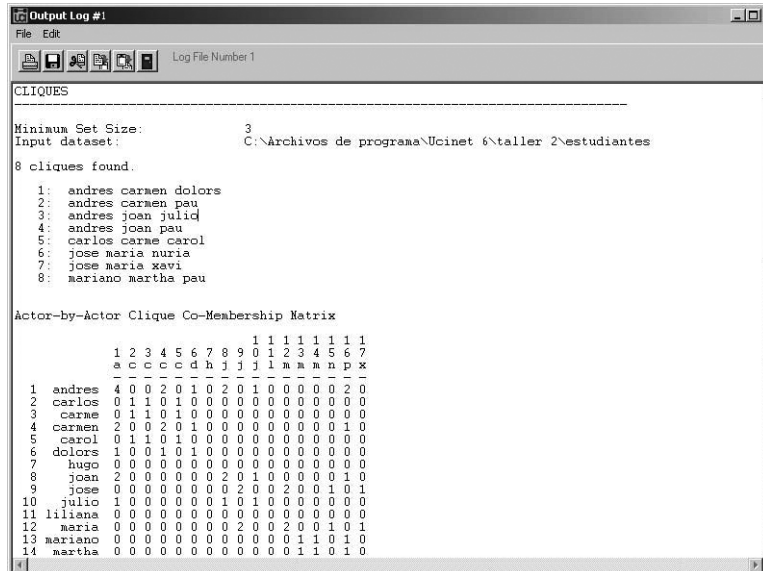 Output Log #1
File Edit
Log File Number 1
CLIQUES
--------------------------------------------------------------------------------
Minimum Set Size: 3
Input dataset: C:\Archivos de programa\Ucinet 6\taller 2\estudiantes
8 cliques found.
1: andres carmen dolors
2: andres carmen pau
3: andres joan julio
4: andres joan pau
5: carlos carme carol
6: jose maria nuria
7: jose maria xavi
8: mariano martha pau
Actor-by-Actor Clique Co-Membership Matrix
1 1 1 1 1 1 1 1
1 2 3 4 5 6 7 8 9 0 1 2 3 4 5 6 7
a c c c c d h j j j l m m m n p x
- - - - - - - - - - - - - - - - -
1 andres 4 0 0 2 0 1 0 2 0 1 0 0 0 0 0 2 0
2 carlos 0 1 1 0 1 0 0 0 0 0 0 0 0 0 0 0 0
3 carme 0 1 1 0 1 0 0 0 0 0 0 0 0 0 0 0 0
4 carmen 2 0 0 2 0 1 0 0 0 0 0 0 0 0 0 1 0
5 carol 0 1 1 0 1 0 0 0 0 0 0 0 0 0 0 0 0
6 dolors 1 0 0 1 0 1 0 0 0 0 0 0 0 0 0 0 0
7 hugo 0 0 0 0 0 0 0 0 0 0 0 0 0 0 0 0 0
8 joan 2 0 0 0 0 0 0 2 0 1 0 0 0 0 0 1 0
9 jose 0 0 0 0 0 0 0 0 2 0 0 2 0 0 1 0 1
10 julio 1 0 0 0 0 0 0 1 0 1 0 0 0 0 0 0 0
11 liliana 0 0 0 0 0 0 0 0 0 0 0 0 0 0 0 0 0
12 maria 0 0 0 0 0 0 0 0 2 0 0 2 0 0 1 0 1
13 mariano 0 0 0 0 0 0 0 0 0 0 0 0 1 1 0 1 0
14 martha 0 0 0 0 0 0 0 0 0 0 0 0 1 1 0 1 0